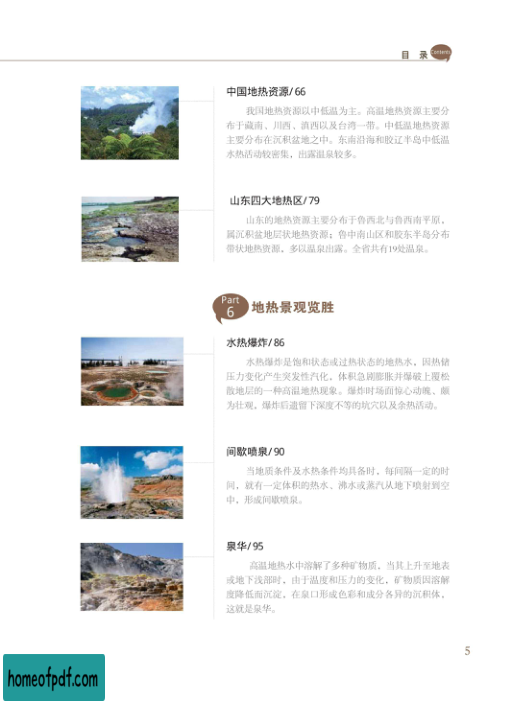 目 录 Contents
中国地热资源/66
我国地热资源以中低温为主。高温地热资源主要分
布于藏南、川西、滇西以及台湾一带。中低温地热资源
主要分布在沉积盆地之中。东南沿海和胶辽半岛中低温
水热活动较密集，出露温泉较多。
山东四大地热区/79
山东的地热资源主要分布于鲁西北与鲁西南平原，
属沉积盆地层状地热资源；鲁中南山区和胶东半岛分布
带状地热资源，多以温泉出露。全省共有19处温泉。
Part
6 地热景观览胜
水热爆炸/86
水热爆炸是饱和状态或过热状态的地热水，因热储
压力变化产生突发性汽化，体积急剧膨胀并爆破上覆松
散地层的一种高温地热现象。爆炸时场面惊心动魄、颇
为壮观，爆炸后遗留下深度不等的坑穴以及余热活动。
间歇喷泉/90
当地质条件及水热条件均具备时，每间隔一定的时
间，就有一定体积的热水、沸水或蒸汽从地下喷射到空
中，形成间歇喷泉。
泉华/95
高温地热水中溶解了多种矿物质，当其上升至地表
或地下浅部时，由于温度和压力的变化，矿物质因溶解
度降低而沉淀，在泉口形成色彩和成分各异的沉积体，
这就是泉华。
5
homeofpdf.com